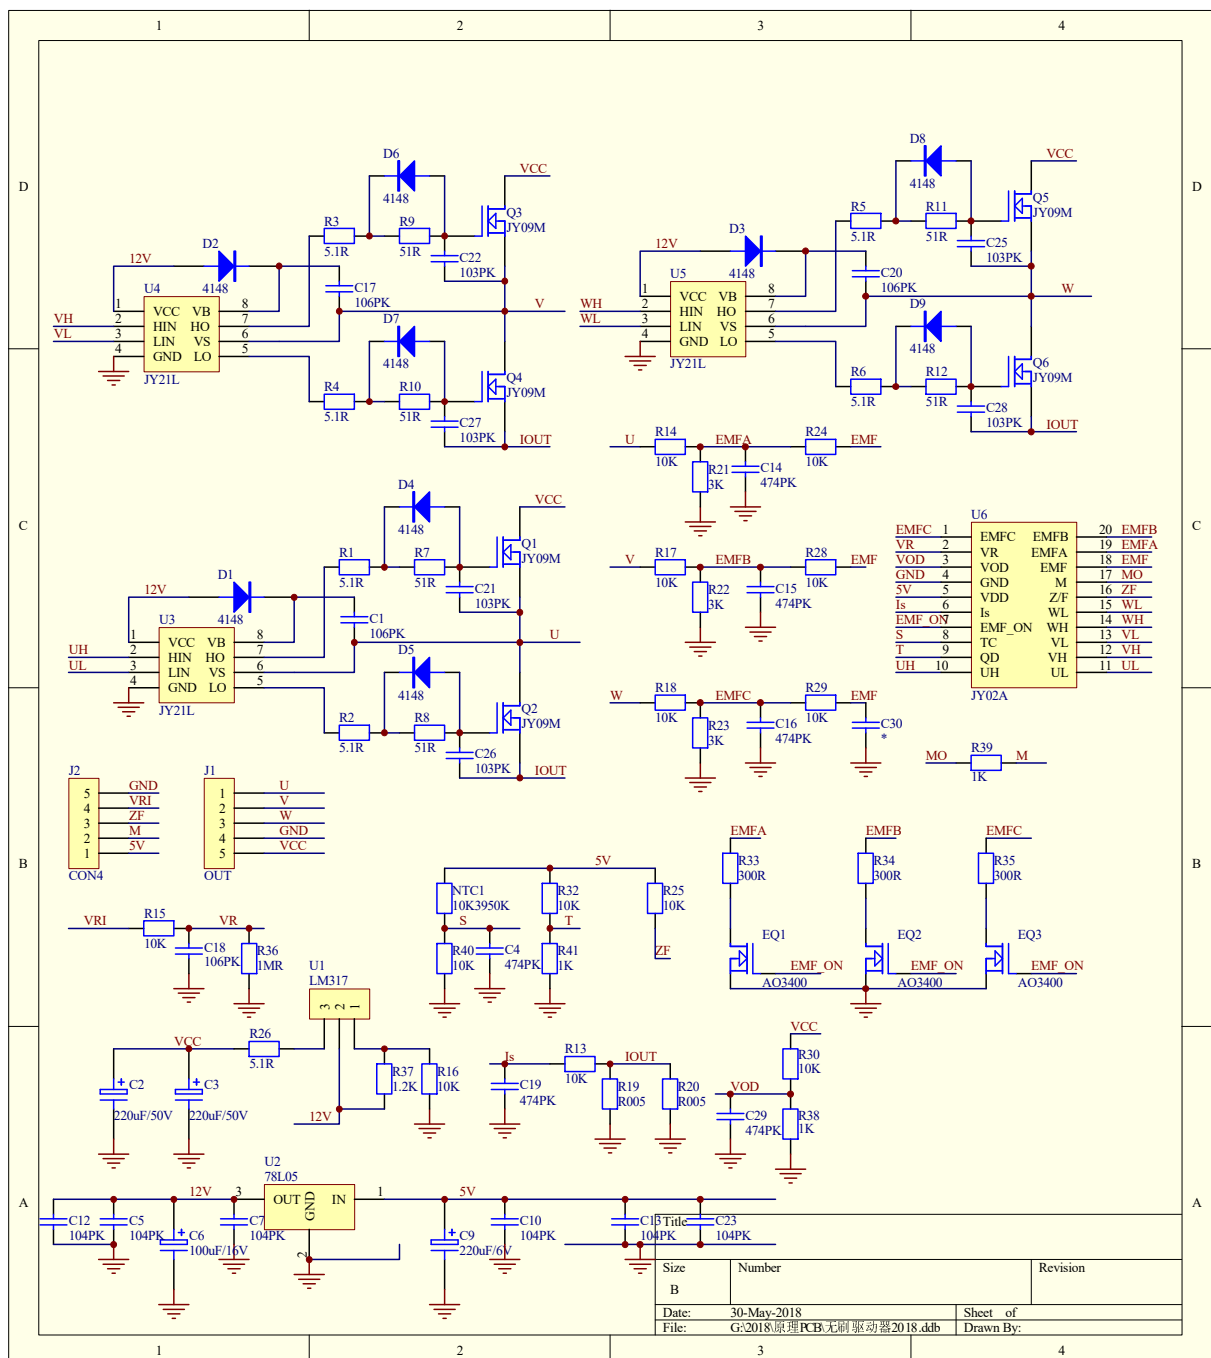 1 2 3 4
D
C
B
A
D
C
B
A
D6
4148
VCC
Q3
JY09M
R3
5.1R
R9
51R
C22
103PK
D2
4148
12V
U4
C17
106PK
1 VCC VB 8
VH 2 HIN HO 7
VL 3 LIN VS 6
4 GND LO 5
JY21L
V
D7
4148
R4
5.1R
R10
51R
Q4
JY09M
C27
103PK
IOUT
D8
4148
VCC
Q5
JY09M
R5
5.1R
R11
51R
C25
103PK
D3
4148
12V
U5
C20
106PK
1 VCC VB 8
WH 2 HIN HO 7
WL 3 LIN VS 6
4 GND LO 5
JY21L
W
D9
4148
R6
5.1R
R12
51R
Q6
JY09M
C28
103PK
IOUT
U R14 EMFA R24 EMF
10K 10K
R21
3K
C14
474PK
D4
4148
VCC
Q1
JY09M
R1
5.1R
R7
51R
C21
103PK
D1
4148
12V
U3
C1
106PK
1 VCC VB 8
UH 2 HIN HO 7
UL 3 LIN VS 6
4 GND LO 5
JY21L
U
D5
4148
R2
5.1R
R8
51R
Q2
JY09M
C26
103PK
IOUT
V R17 EMFB R28 EMF
10K 10K
R22
3K
C15
474PK
W R18 EMFC R29 EMF
10K 10K
R23
3K
C16
474PK
C30
*
U6
EMFC 1 EMFC EMFB 20 EMFB
VR 2 VR EMFA 19 EMFA
VOD 3 VOD EMF 18 EMF
GND 4 GND M 17 MO
5V 5 VDD Z/F 16 ZF
Is 6 Is WL 15 WL
EMF_ON 7 EMF_ON WH 14 WH
S 8 TC VL 13 VL
T 9 QD VH 12 VH
UH 10 UH UL 11 UL
JY02A
MO R39 M
1K
J2
5 GND
4 VRI
3 ZF
2 M
1 5V
CON4
J1
1 U
2 V
3 W
4 GND
5 VCC
OUT
VRI R15 VR
10K
C18
106PK
R36
1MR
5V
NTC1
10K3950K
R32
10K
R25
10K
S
T
ZF
R40
10K
C4
474PK
R41
1K
EMFA EMFB EMFC
R33
300R
R34
300R
R35
300R
EQ1 EQ2 EQ3
EMF_ON EMF_ON EMF_ON
AO3400 AO3400 AO3400
U1
LM317
3 2 1
VCC R26
5.1R
C2
220uF/50V
C3
220uF/50V
R37
1.2K
R16
10K
12V
Is R13 IOUT
10K
C19
474PK
R19
R005
R20
R005
VCC
R30
10K
VOD
C29
474PK
R38
1K
U2
78L05
12V 3 OUT GND IN 1 5V
2
C12
104PK
C5
104PK
C6
100uF/16V
C7
104PK
C9
220uF/6V
C10
104PK
C13
104PK
C23
104PK
Title
Size Number Revision
B
Date: 30-May-2018 Sheet of
File: G:\2018\原理PCB\无刷驱动器2018.ddb Drawn By:
1 2 3 4